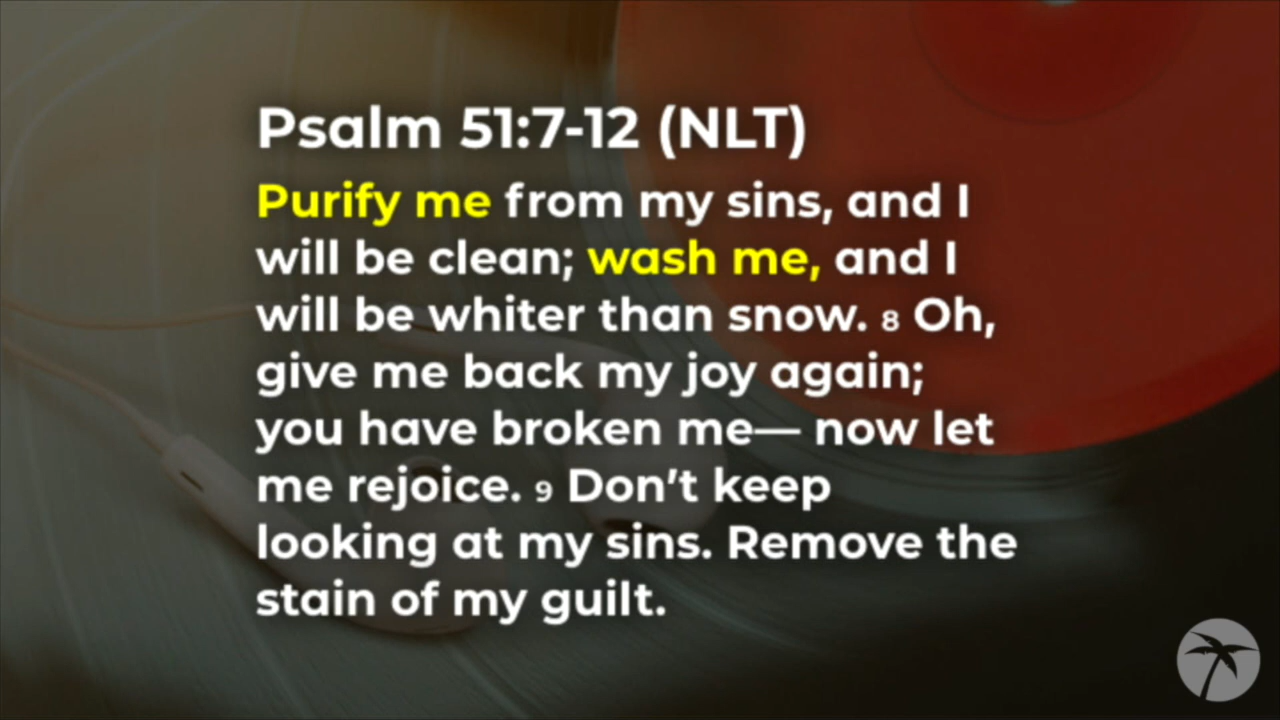 Psalm 51:7-12 (NLT)
Purify me from my sins, and I
will be clean; wash me, and I
will be whiter than snow. 8 Oh,
give me back my joy again;
you have broken me— now let
me rejoice. 9 Don’t keep
looking at my sins. Remove the
stain of my guilt.